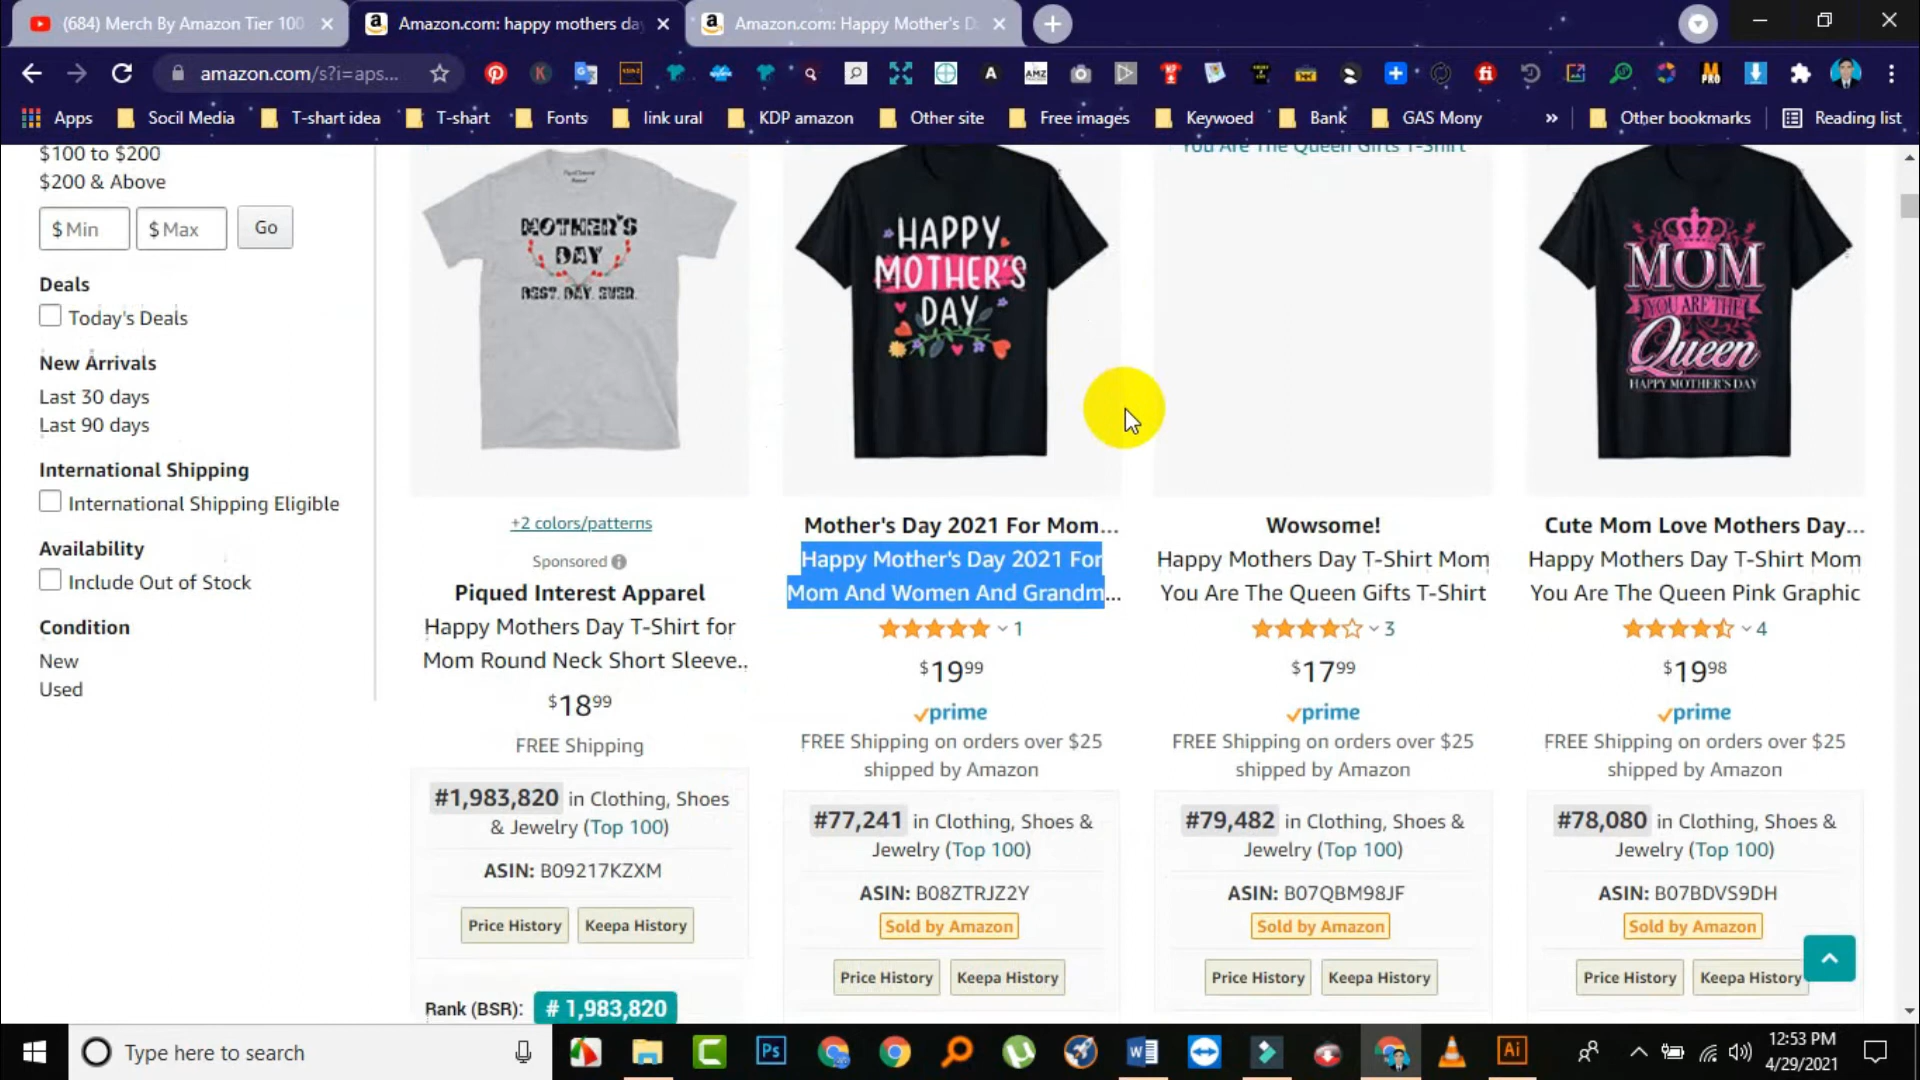 (684) Merch By Amazon Tier 100
Amazon.com: happy mothers da
Amazon.com: Happy Mother's D
amazon.com/s?i=aps...
Apps
Socil Media
T-shart idea
T-shart
Fonts
link ural
KDP amazon
Other site
Free images
Keywoed
Bank
GAS Mony
»
Other bookmarks
Reading list
$100 to $200
$200 & Above
$ Min
$ Max
Go
Deals
Today's Deals
New Arrivals
Last 30 days
Last 90 days
International Shipping
International Shipping Eligible
Availability
Include Out of Stock
Condition
New
Used
MOTHER'S
DAY
BEST. DAY. EVER.
+2 colors/patterns
Sponsored
Piqued Interest Apparel
Happy Mothers Day T-Shirt for
Mom Round Neck Short Sleeve..
$18.99
FREE Shipping
#1,983,820 in Clothing, Shoes
& Jewelry (Top 100)
ASIN: B09217KZXM
Price History
Keepa History
Rank (BSR):
# 1,983,820
HAPPY
MOTHER'S
DAY
Mother's Day 2021 For Mom...
Happy Mother's Day 2021 For
Mom And Women And Grandm...
1
$19.99
prime
FREE Shipping on orders over $25
shipped by Amazon
#77,241 in Clothing, Shoes &
Jewelry (Top 100)
ASIN: B08ZTRJZ2Y
Sold by Amazon
Price History
Keepa History
You Are The Queen Gifts T-Shirt
Wowsome!
Happy Mothers Day T-Shirt Mom
You Are The Queen Gifts T-Shirt
3
$17.99
prime
FREE Shipping on orders over $25
shipped by Amazon
#79,482 in Clothing, Shoes &
Jewelry (Top 100)
ASIN: B07QBM98JF
Sold by Amazon
Price History
Keepa History
MOM
YOU ARE THE
Queen
HAPPY MOTHER'S DAY
Cute Mom Love Mothers Day...
Happy Mothers Day T-Shirt Mom
You Are The Queen Pink Graphic
4
$19.98
prime
FREE Shipping on orders over $25
shipped by Amazon
#78,080 in Clothing, Shoes &
Jewelry (Top 100)
ASIN: B07BDVS9DH
Sold by Amazon
Price History
Keepa History
Type here to search
12:53 PM
4/29/2021